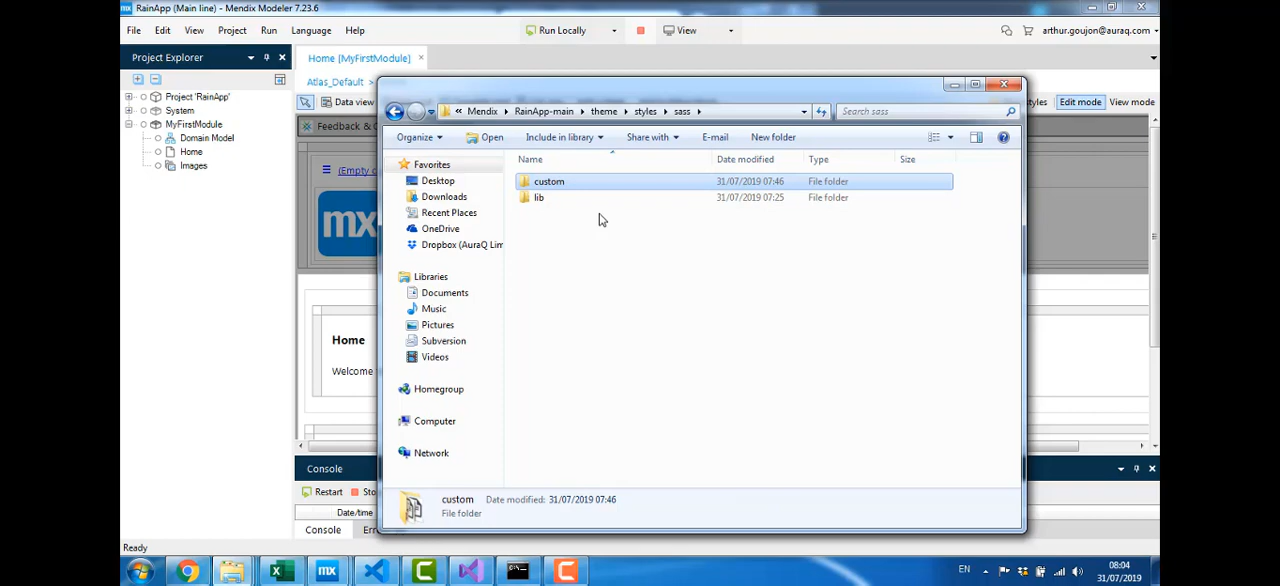 RainApp (Main line) - Mendix Modeler 7.23.6
File Edit View Project Run Language Help
Run Locally
View
arthur.goujon@auraq.com
Project Explorer
Home [MyFirstModule]
Atlas_Default
Data view
Edit mode
View mode
Project 'RainApp'
System
MyFirstModule
Domain Model
Home
Images
Feedback &
(Empty
mx
Home
Welcome
« Mendix RainApp-main theme styles sass
Search sass
Organize Open Include in library Share with E-mail New folder
Name Date modified Type Size
custom 31/07/2019 07:46 File folder
lib 31/07/2019 07:25 File folder
Favorites
Desktop
Downloads
Recent Places
OneDrive
Dropbox (AuraQ Lim
Libraries
Documents
Music
Pictures
Subversion
Videos
Homegroup
Computer
Network
custom Date modified: 31/07/2019 07:46
File folder
Console
Restart
Date/time
Console
Ready
mx
EN
08:04
31/07/2019